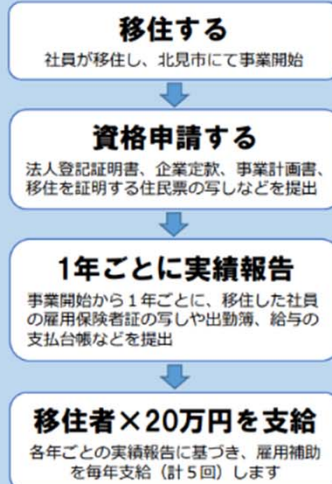 移住する
社員が移住し、北見市にて事業開始
資格申請する
法人登記証明書、企業定款、事業計画書、
移住を証明する住民票の写しなどを提出
1年ごとに実績報告
事業開始から1年ごとに、移住した社員
の雇用保険者証の写しや出勤簿、給与の
支払台帳などを提出
移住者×20万円を支給
各年ごとの実績報告に基づき、雇用補助
を毎年支給（計5回）します